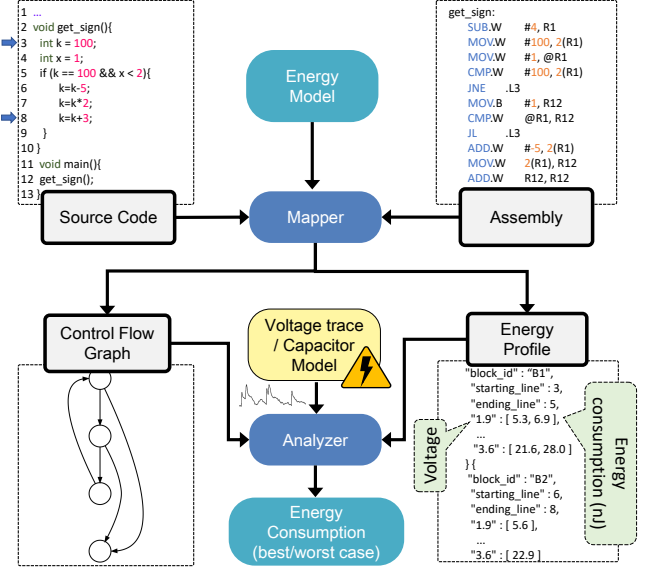 1 ...
2 void get_sign(){
3 int k = 100;
4 int x = 1;
5 if (k == 100 && x < 2){
6 k=k-5;
7 k=k*2;
8 k=k+3;
9 }
10 }
11 void main(){
12 get_sign();
13 }
Source Code
Energy
Model
Mapper
get_sign:
SUB.W #4, R1
MOV.W #100, 2(R1)
MOV.W #1, @R1
CMP.W #100, 2(R1)
JNE .L3
MOV.B #1, R12
CMP.W @R1, R12
JL .L3
ADD.W #-5, 2(R1)
MOV.W 2(R1), R12
ADD.W R12, R12
Assembly
Control Flow
Graph
Voltage trace
/ Capacitor
Model
Energy
Profile
Analyzer
Energy
Consumption
(best/worst case)
"block_id" : "B1",
"starting_line" : 3,
"ending_line" : 5,
"1.9" : [ 5.3, 6.9 ],
...
"3.6" : [ 21.6, 28.0 ]
} {
"block_id" : "B2",
"starting_line" : 6,
"ending_line" : 8,
"1.9" : [ 5.6 ],
...
"3.6" : [ 22.9 ]
Voltage
Energy
consumption (nJ)